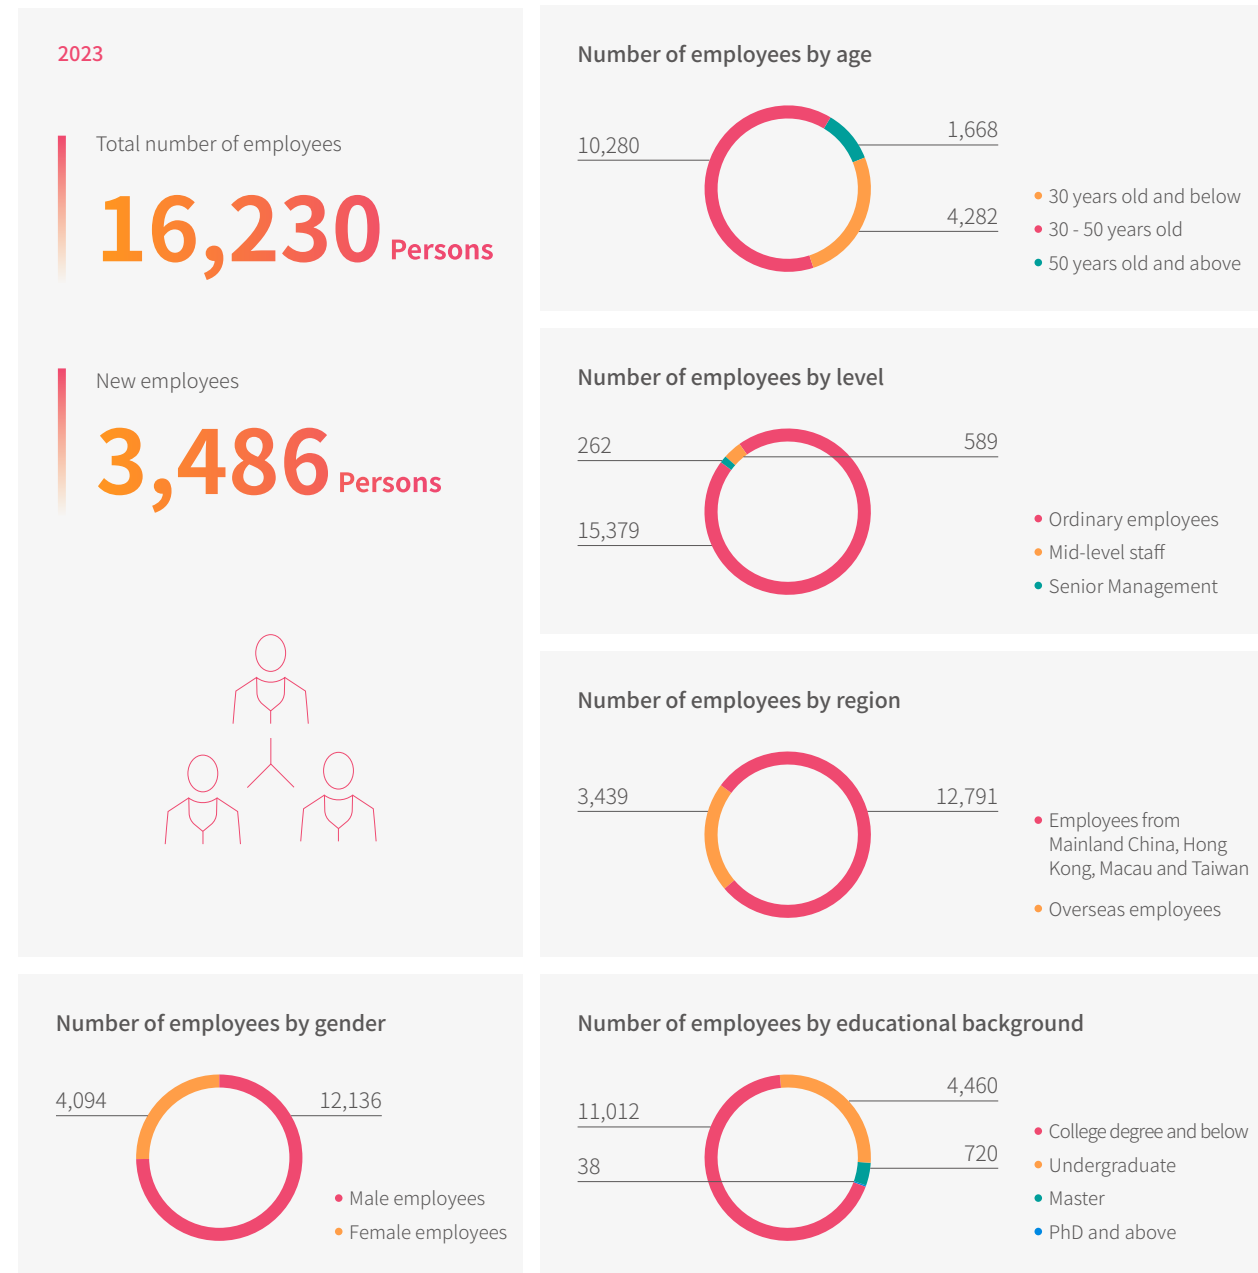 2023
Total number of employees
16,230 Persons
New employees
3,486 Persons
Number of employees by age
10,280
1,668
4,282
30 years old and below
30 - 50 years old
50 years old and above
Number of employees by level
262
589
15,379
Ordinary employees
Mid-level staff
Senior Management
Number of employees by region
3,439
12,791
Employees from
Mainland China, Hong
Kong, Macau and Taiwan
Overseas employees
Number of employees by gender
4,094
12,136
Male employees
Female employees
Number of employees by educational background
11,012
4,460
38
720
College degree and below
Undergraduate
Master
PhD and above